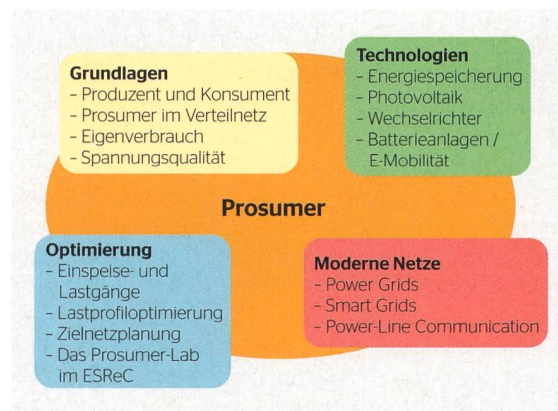 Grundlagen
– Produzent und Konsument
– Prosumer im Verteilnetz
– Eigenverbrauch
– Spannungsqualität
Technologien
– Energiespeicherung
– Photovoltaik
– Wechselrichter
– Batterieanlagen /
E-Mobilität
Prosumer
Optimierung
– Einspeise- und
Lastgänge
– Lastprofiloptimierung
– Zielnetzplanung
– Das Prosumer-Lab
im ESReC
Moderne Netze
– Power Grids
– Smart Grids
– Power-Line Communication